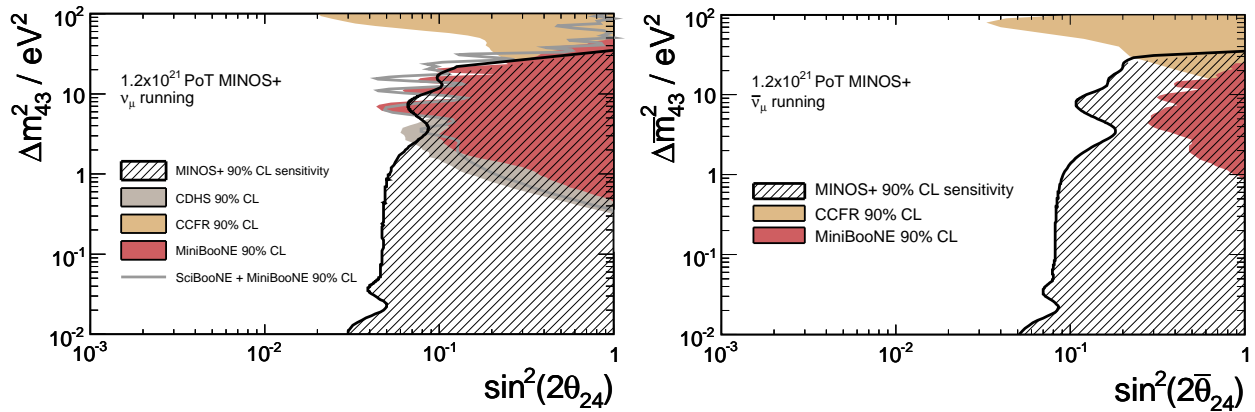 Δm²₄₃ / eV²
10²
10
1
10⁻¹
10⁻²
1.2x10²¹ PoT MINOS+
νμ running
MINOS+ 90% CL sensitivity
CDHS 90% CL
CCFR 90% CL
MiniBooNE 90% CL
SciBooNE + MiniBooNE 90% CL
10⁻³ 10⁻² 10⁻¹ 1
sin²(2θ₂₄)
Δm̅²₄₃ / eV²
10²
10
1
10⁻¹
10⁻²
1.2x10²¹ PoT MINOS+
ν̅μ running
MINOS+ 90% CL sensitivity
CCFR 90% CL
MiniBooNE 90% CL
10⁻³ 10⁻² 10⁻¹ 1
sin²(2θ̅₂₄)